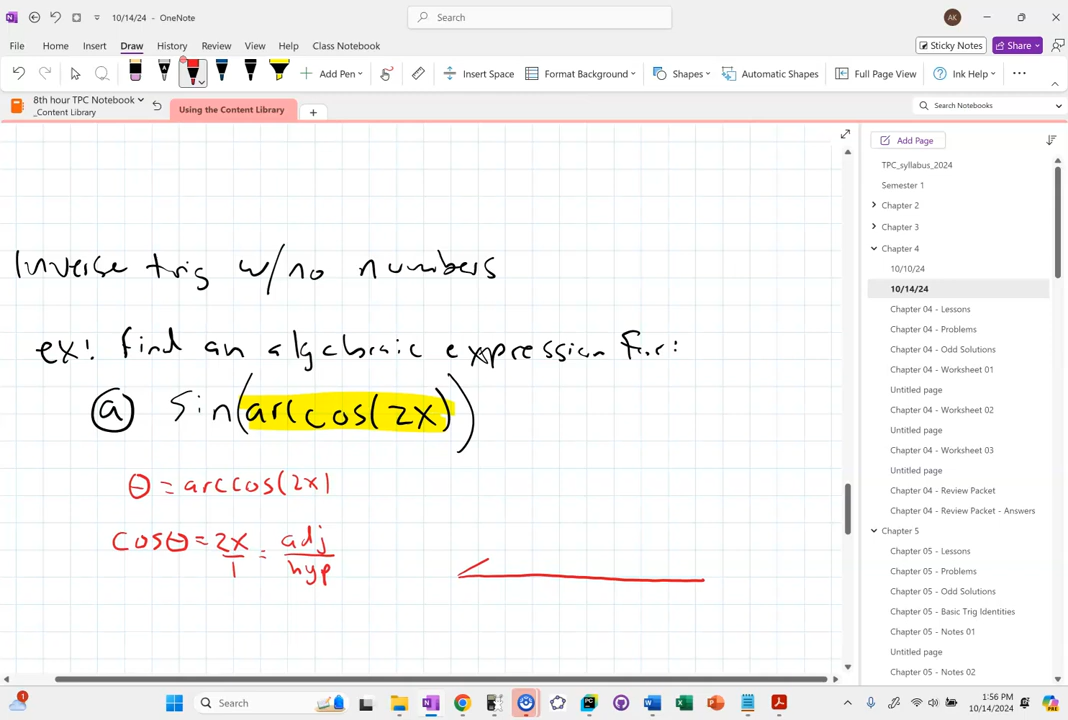 10/14/24 - OneNote
Search
AK
File Home Insert Draw History Review View Help Class Notebook
Sticky Notes Share
Add Pen Insert Space Format Background Shapes Automatic Shapes Full Page View Ink Help
8th hour TPC Notebook
_Content Library
Using the Content Library
Search Notebooks
Add Page
TPC_syllabus_2024
Semester 1
Chapter 2
Chapter 3
Chapter 4
10/10/24
10/14/24
Chapter 04 - Lessons
Chapter 04 - Problems
Chapter 04 - Odd Solutions
Chapter 04 - Worksheet 01
Untitled page
Chapter 04 - Worksheet 02
Untitled page
Chapter 04 - Worksheet 03
Untitled page
Chapter 04 - Review Packet
Chapter 04 - Review Packet - Answers
Chapter 5
Chapter 05 - Lessons
Chapter 05 - Problems
Chapter 05 - Odd Solutions
Chapter 05 - Basic Trig Identities
Chapter 05 - Notes 01
Untitled page
Chapter 05 - Notes 02
Inverse trig w/no numbers
ex: find an algebraic expression for:
(a) sin(arccos(2x))
θ = arccos(2x)
cosθ = 2x/1 = adj/hyp
Search
1:56 PM
10/14/2024